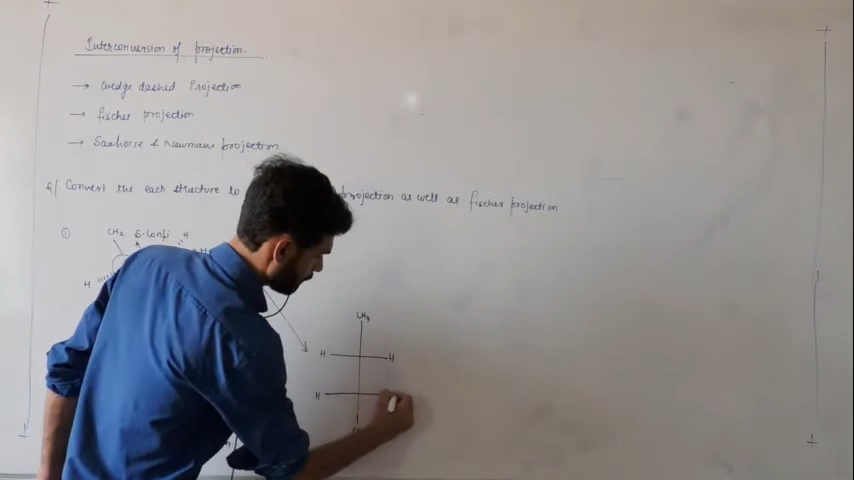 Interconversion of projection.
→ Wedge dashed Projection
→ fischer projection
→ Sawhorse & Neumann projection
Q/ Convert the each structure to projection as well as fischer projection
① CH₃ S.Confi H
H
CH₃
H H
H